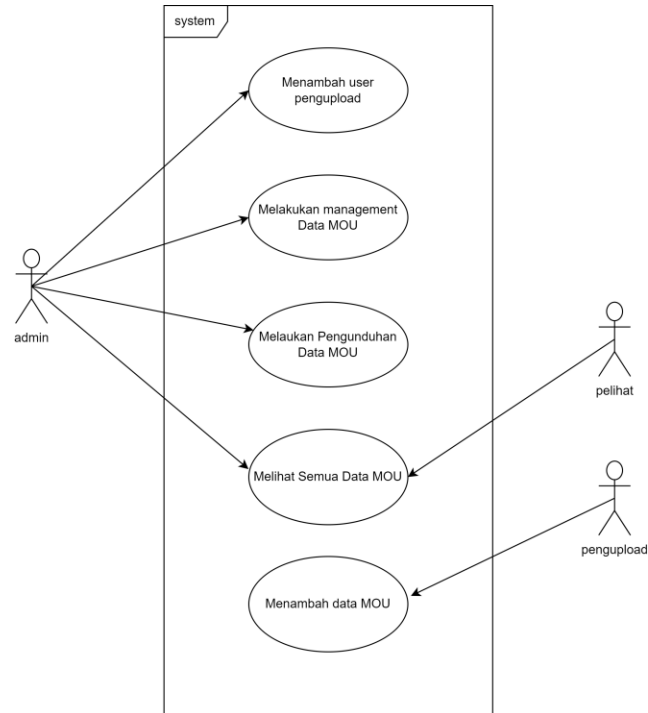 system
Menambah user
pengupload
Melakukan management
Data MOU
admin
Melaukan Pengunduhan
Data MOU
pelihat
Melihat Semua Data MOU
pengupload
Menambah data MOU